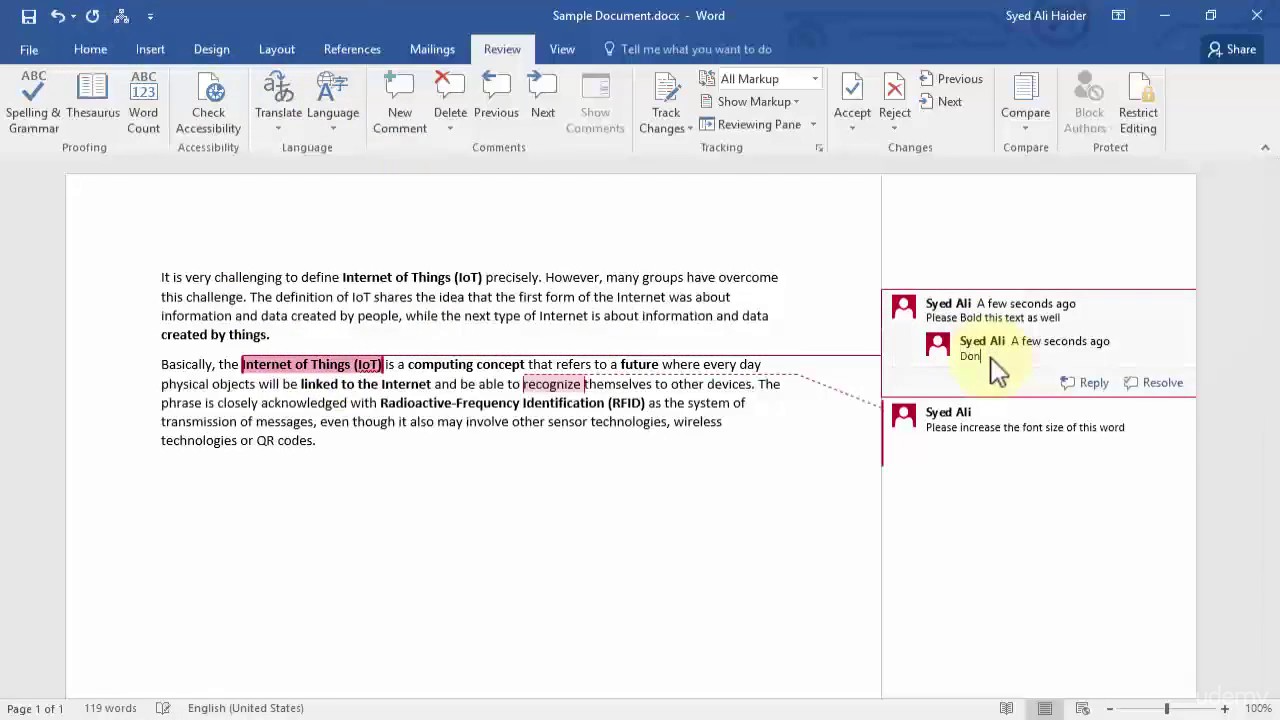 Sample Document.docx - Word
Syed Ali Haider
File Home Insert Design Layout References Mailings Review View Tell me what you want to do Share
ABC
Spelling & Grammar
Thesaurus
ABC 123
Word Count
Check Accessibility
Translate
Language
New Comment
Delete
Previous
Next
Show Comments
Track Changes
All Markup
Show Markup
Reviewing Pane
Accept
Reject
Previous
Next
Compare
Block Authors
Restrict Editing
Proofing Accessibility Language Comments Tracking Changes Compare Protect
It is very challenging to define Internet of Things (IoT) precisely. However, many groups have overcome
this challenge. The definition of IoT shares the idea that the first form of the Internet was about
information and data created by people, while the next type of Internet is about information and data
created by things.
Basically, the Internet of Things (IoT) is a computing concept that refers to a future where every day
physical objects will be linked to the Internet and be able to recognize themselves to other devices. The
phrase is closely acknowledged with Radioactive-Frequency Identification (RFID) as the system of
transmission of messages, even though it also may involve other sensor technologies, wireless
technologies or QR codes.
Syed Ali A few seconds ago
Please Bold this text as well
Syed Ali A few seconds ago
Don
Reply Resolve
Syed Ali
Please increase the font size of this word
Page 1 of 1 119 words English (United States) 100%
udemy